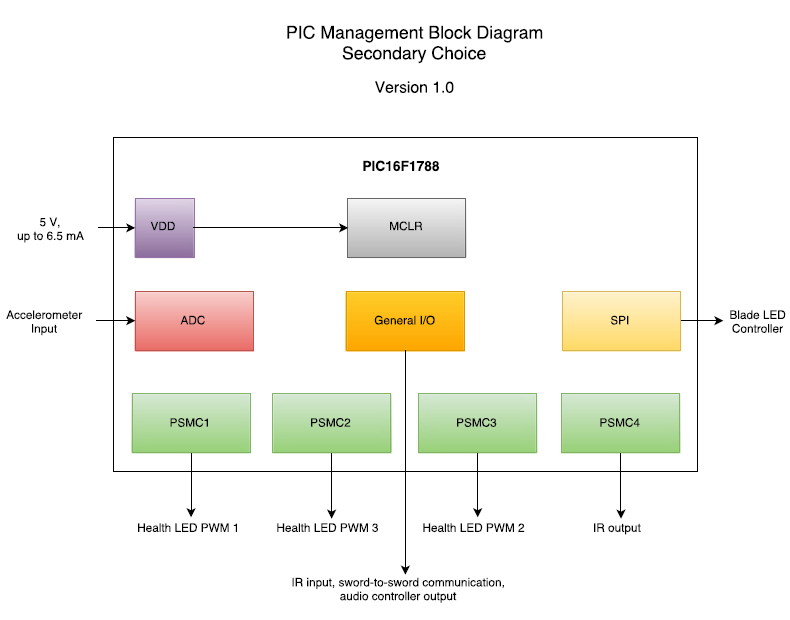 PIC Management Block Diagram
Secondary Choice
Version 1.0
PIC16F1788
5 V,
up to 6.5 mA
VDD
MCLR
Accelerometer
Input
ADC
General I/O
SPI
Blade LED
Controller
PSMC1
PSMC2
PSMC3
PSMC4
Health LED PWM 1
Health LED PWM 3
Health LED PWM 2
IR output
IR input, sword-to-sword communication,
audio controller output